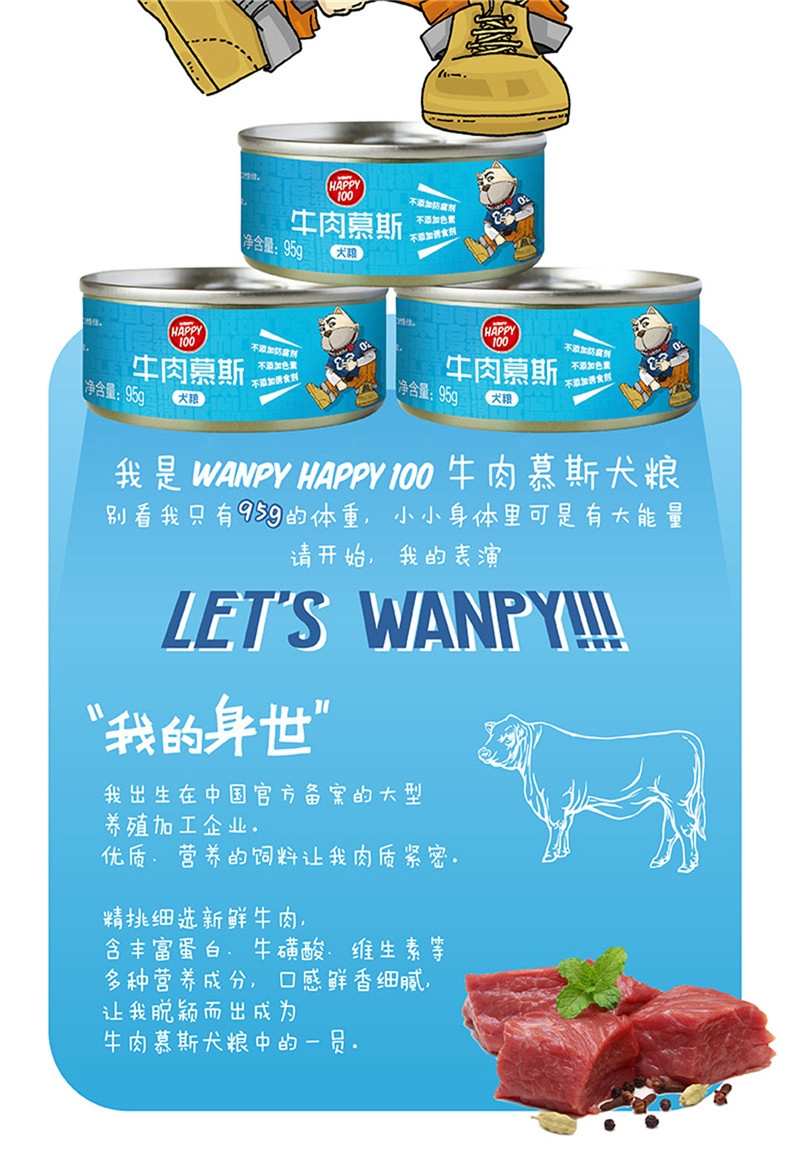 WANPY
HAPPY
100
牛肉慕斯
净含量：95g
犬粮
不添加防腐剂
不添加色素
不添加诱食剂
02
WANPY
HAPPY
100
牛肉慕斯
净含量：95g
犬粮
不添加防腐剂
不添加色素
不添加诱食剂
02
WANPY
HAPPY
100
牛肉慕斯
净含量：95g
犬粮
不添加防腐剂
不添加色素
不添加诱食剂
02
我是 WANPY HAPPY 100 牛肉慕斯犬粮
别看我只有95g的体重，小小身体里可是有大能量
请开始，我的表演
LET'S WANPY!!!
“我的身世”
我出生在中国官方备案的大型
养殖加工企业。
优质、营养的饲料让我肉质紧密。
精挑细选新鲜牛肉，
含丰富蛋白、牛磺酸、维生素等
多种营养成分，口感鲜香细腻，
让我脱颖而出成为
牛肉慕斯犬粮中的一员。